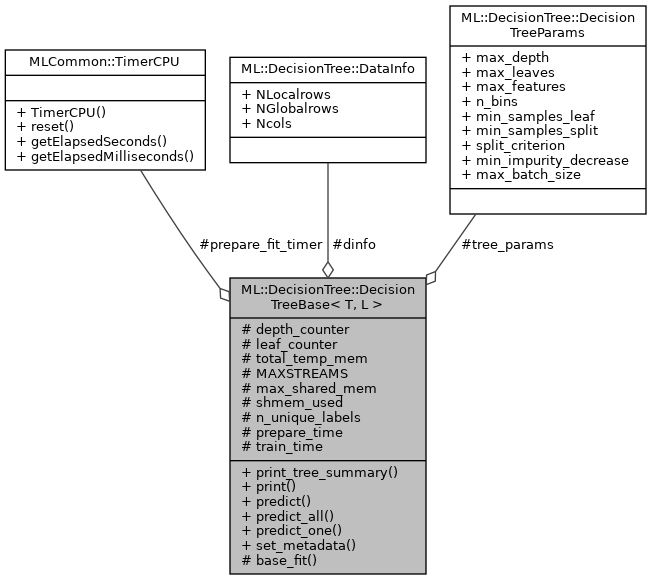 MLCommon::TimerCPU
+ TimerCPU()
+ reset()
+ getElapsedSeconds()
+ getElapsedMilliseconds()
ML::DecisionTree::DataInfo
+ NLocalrows
+ NGlobalrows
+ Ncols
ML::DecisionTree::Decision
TreeParams
+ max_depth
+ max_leaves
+ max_features
+ n_bins
+ min_samples_leaf
+ min_samples_split
+ split_criterion
+ min_impurity_decrease
+ max_batch_size
#prepare_fit_timer
#dinfo
#tree_params
ML::DecisionTree::Decision
TreeBase< T, L >
# depth_counter
# leaf_counter
# total_temp_mem
# MAXSTREAMS
# max_shared_mem
# shmem_used
# n_unique_labels
# prepare_time
# train_time
+ print_tree_summary()
+ print()
+ predict()
+ predict_all()
+ predict_one()
+ set_metadata()
# base_fit()